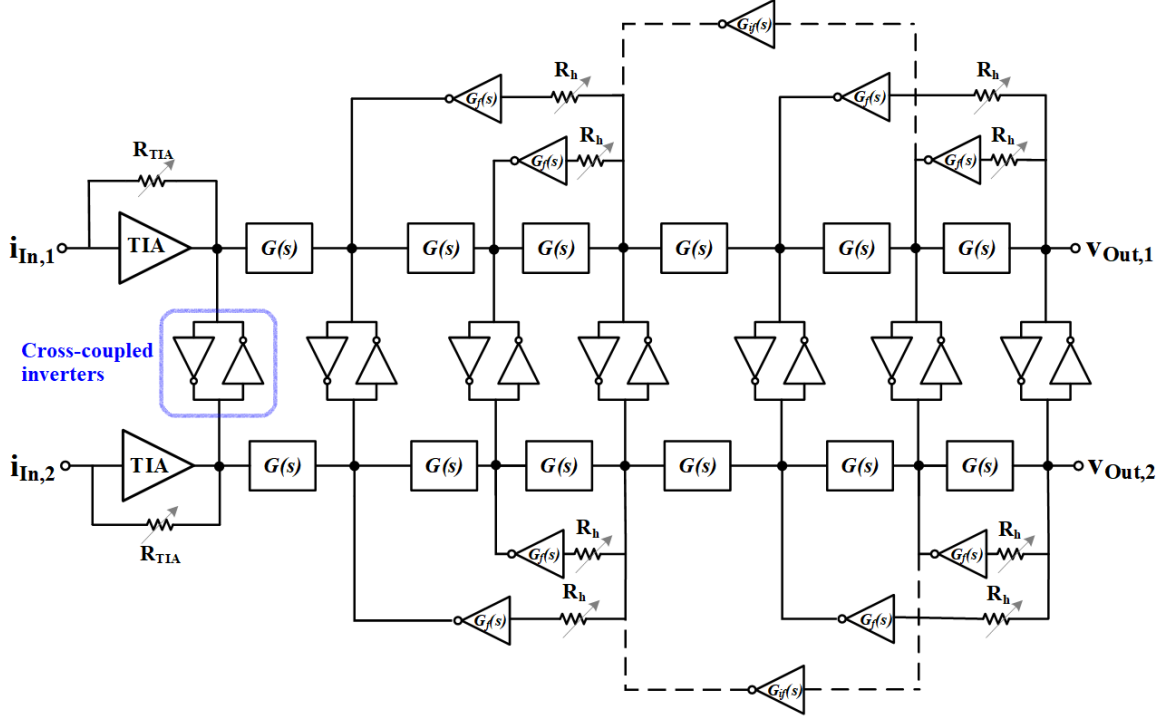 G_if(s)
R_h
R_h
G_f(s)
G_f(s)
R_h
R_h
G_f(s)
G_f(s)
R_TIA
i_In,1
TIA
G(s)
G(s)
G(s)
G(s)
G(s)
G(s)
v_Out,1
Cross-coupled
inverters
i_In,2
TIA
G(s)
G(s)
G(s)
G(s)
G(s)
G(s)
v_Out,2
R_TIA
R_h
R_h
G_f(s)
G_f(s)
R_h
R_h
G_f(s)
G_f(s)
G_if(s)